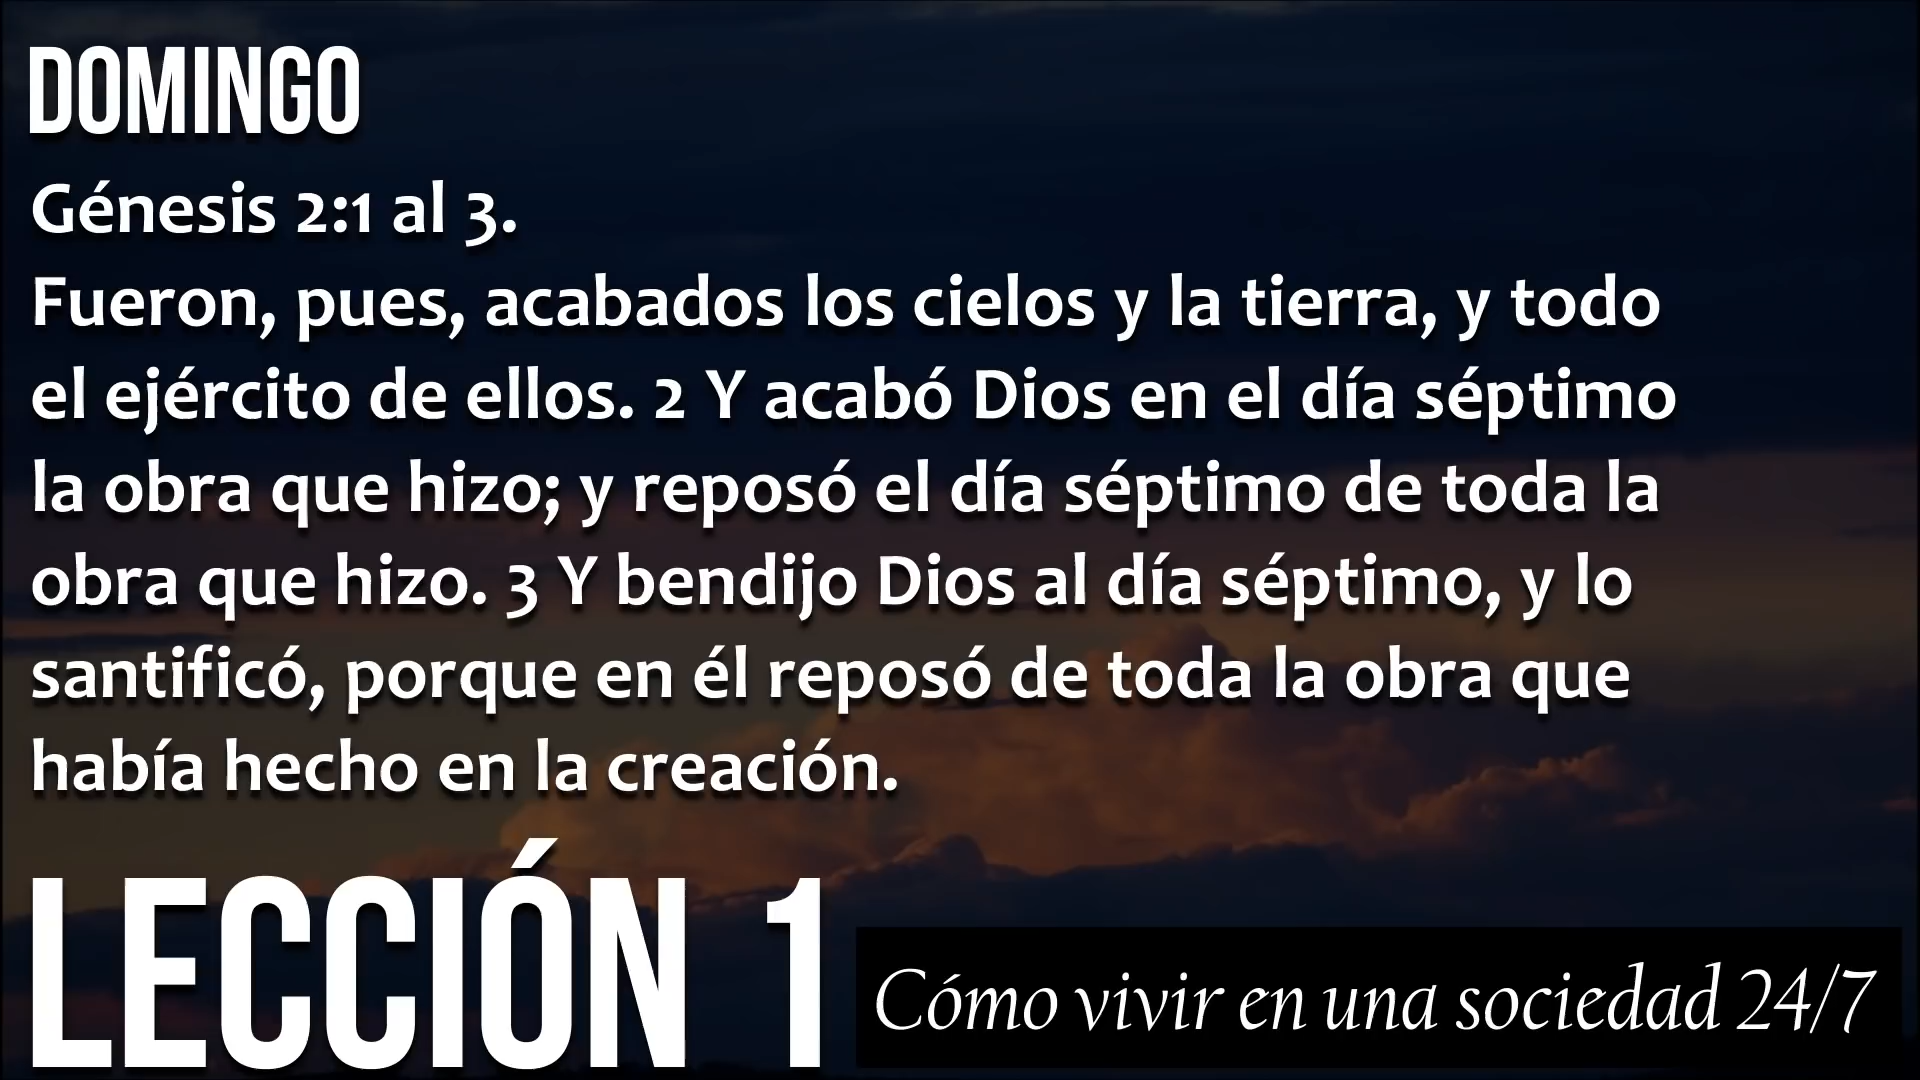 DOMINGO
Génesis 2:1 al 3.
Fueron, pues, acabados los cielos y la tierra, y todo
el ejército de ellos. 2 Y acabó Dios en el día séptimo
la obra que hizo; y reposó el día séptimo de toda la
obra que hizo. 3 Y bendijo Dios al día séptimo, y lo
santificó, porque en él reposó de toda la obra que
había hecho en la creación.
LECCIÓN 1
Cómo vivir en una sociedad 24/7